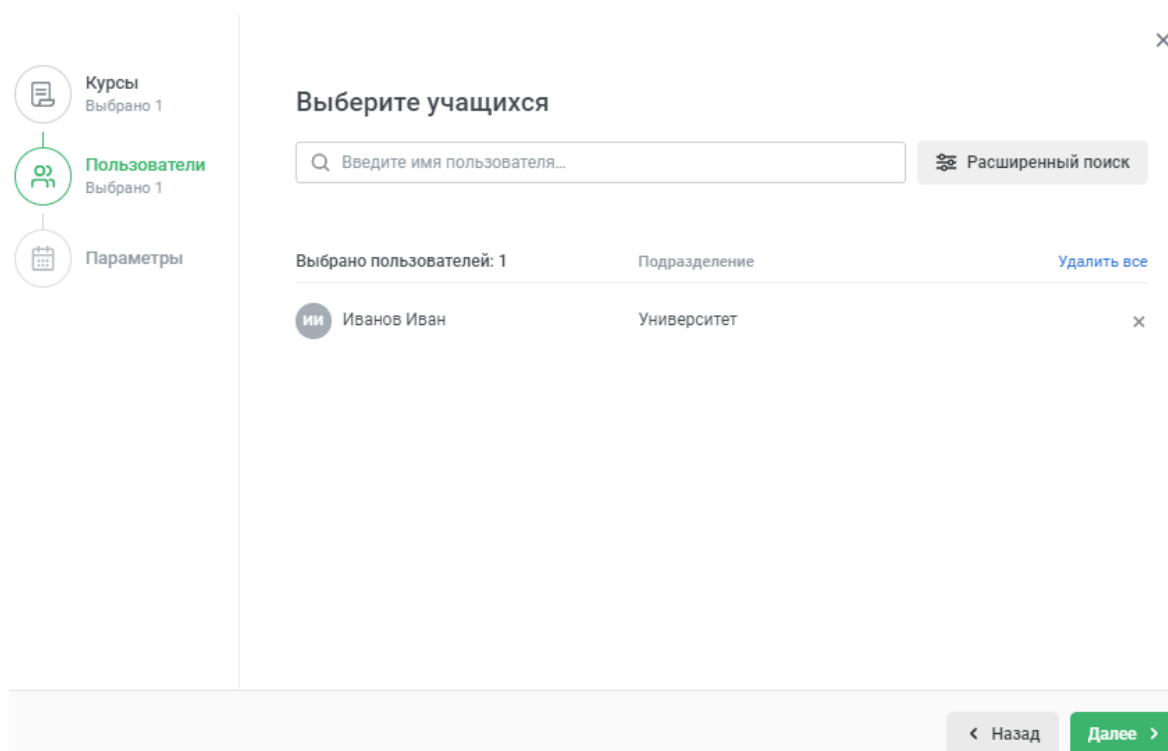 Курсы
Выбрано 1
Пользователи
Выбрано 1
Параметры
Выберите учащихся
Введите имя пользователя...
Расширенный поиск
Выбрано пользователей: 1 Подразделение Удалить все
ИИ Иванов Иван Университет
Назад Далее